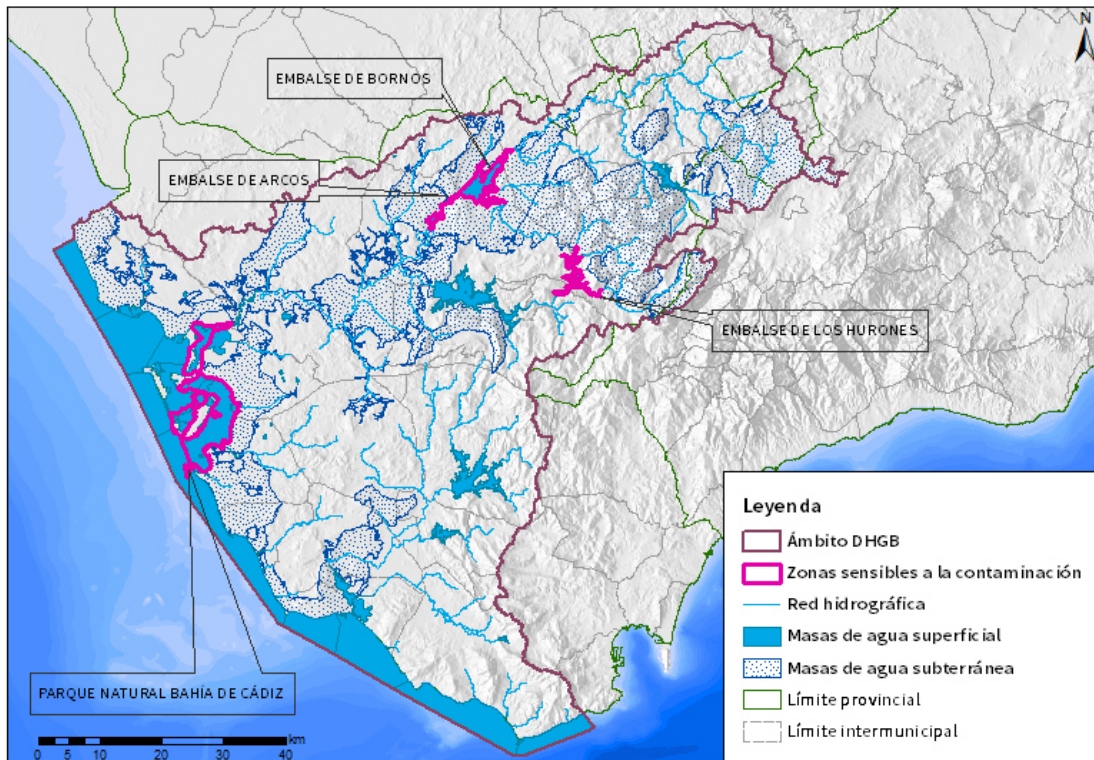 N
EMBALSE DE BORNOS
EMBALSE DE ARCOS
EMBALSE DE LOS HURONES
PARQUE NATURAL BAHÍA DE CÁDIZ
km
0 5 10 20 30 40
Leyenda
Ámbito DHGB
Zonas sensibles a la contaminación
Red hidrográfica
Masas de agua superficial
Masas de agua subterránea
Límite provincial
Límite intermunicipal